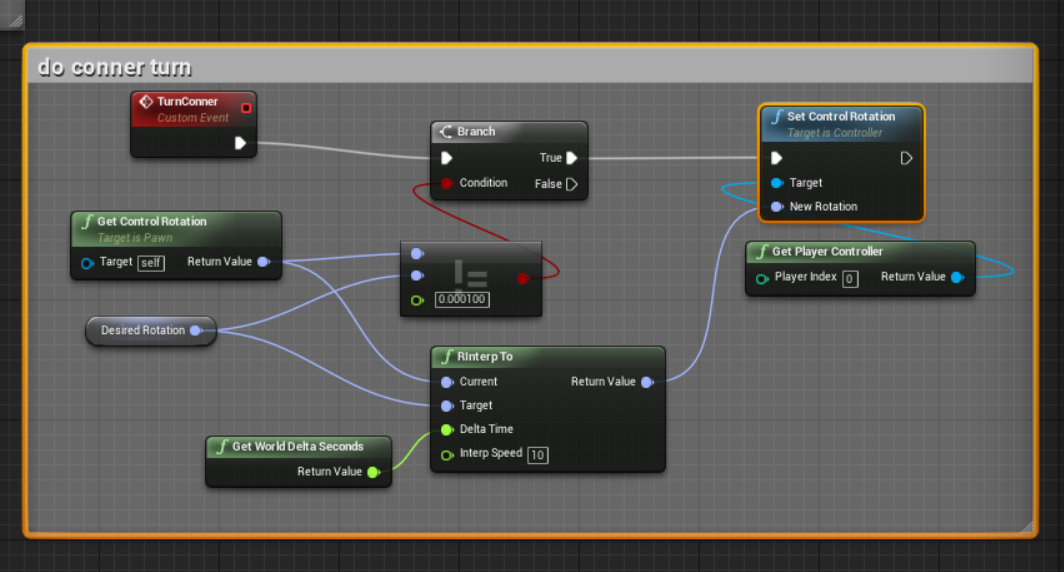 do conner turn
TurnConner
Custom Event
Branch
True
Condition
False
Set Control Rotation
Target is Controller
Target
New Rotation
Get Control Rotation
Target is Pawn
Target self
Return Value
!=
0.000100
Get Player Controller
Player Index 0
Return Value
Desired Rotation
RInterp To
Current
Return Value
Target
Delta Time
Interp Speed 10
Get World Delta Seconds
Return Value